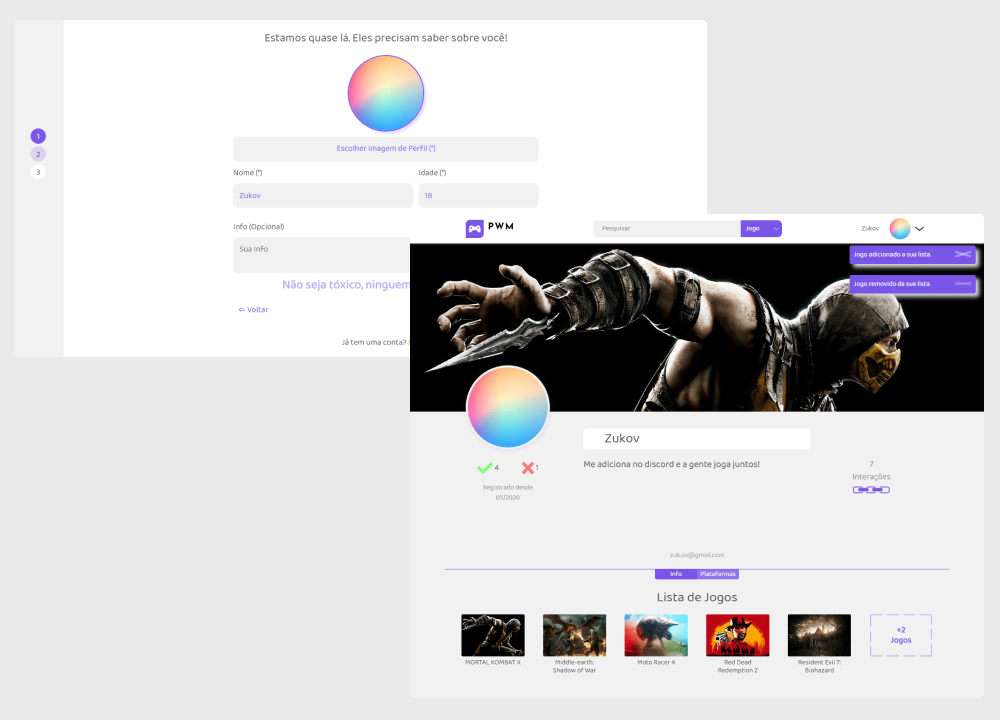 Estamos quase lá. Eles precisam saber sobre você!
1
2
3
Escolher Imagem de Perfil (*)
Nome (*)
Idade (*)
Zukov
18
Info (Opcional)
Sua info
Não seja tóxico, ninguem
⇐ Voltar
Já tem uma conta?
PWM
Pesquisar
Jogo
Zukov
Jogo adicionado a sua lista.
Jogo removido da sua lista.
4
1
Registrado desde
05/2020
Zukov
Me adiciona no discord e a gente joga juntos!
7
Interações
zuk.ov@gmail.com
Info
Plataformas
Lista de Jogos
MORTAL KOMBAT X
Middle-earth:
Shadow of War
Moto Racer 4
Red Dead
Redemption 2
Resident Evil 7:
Biohazard
+2
Jogos